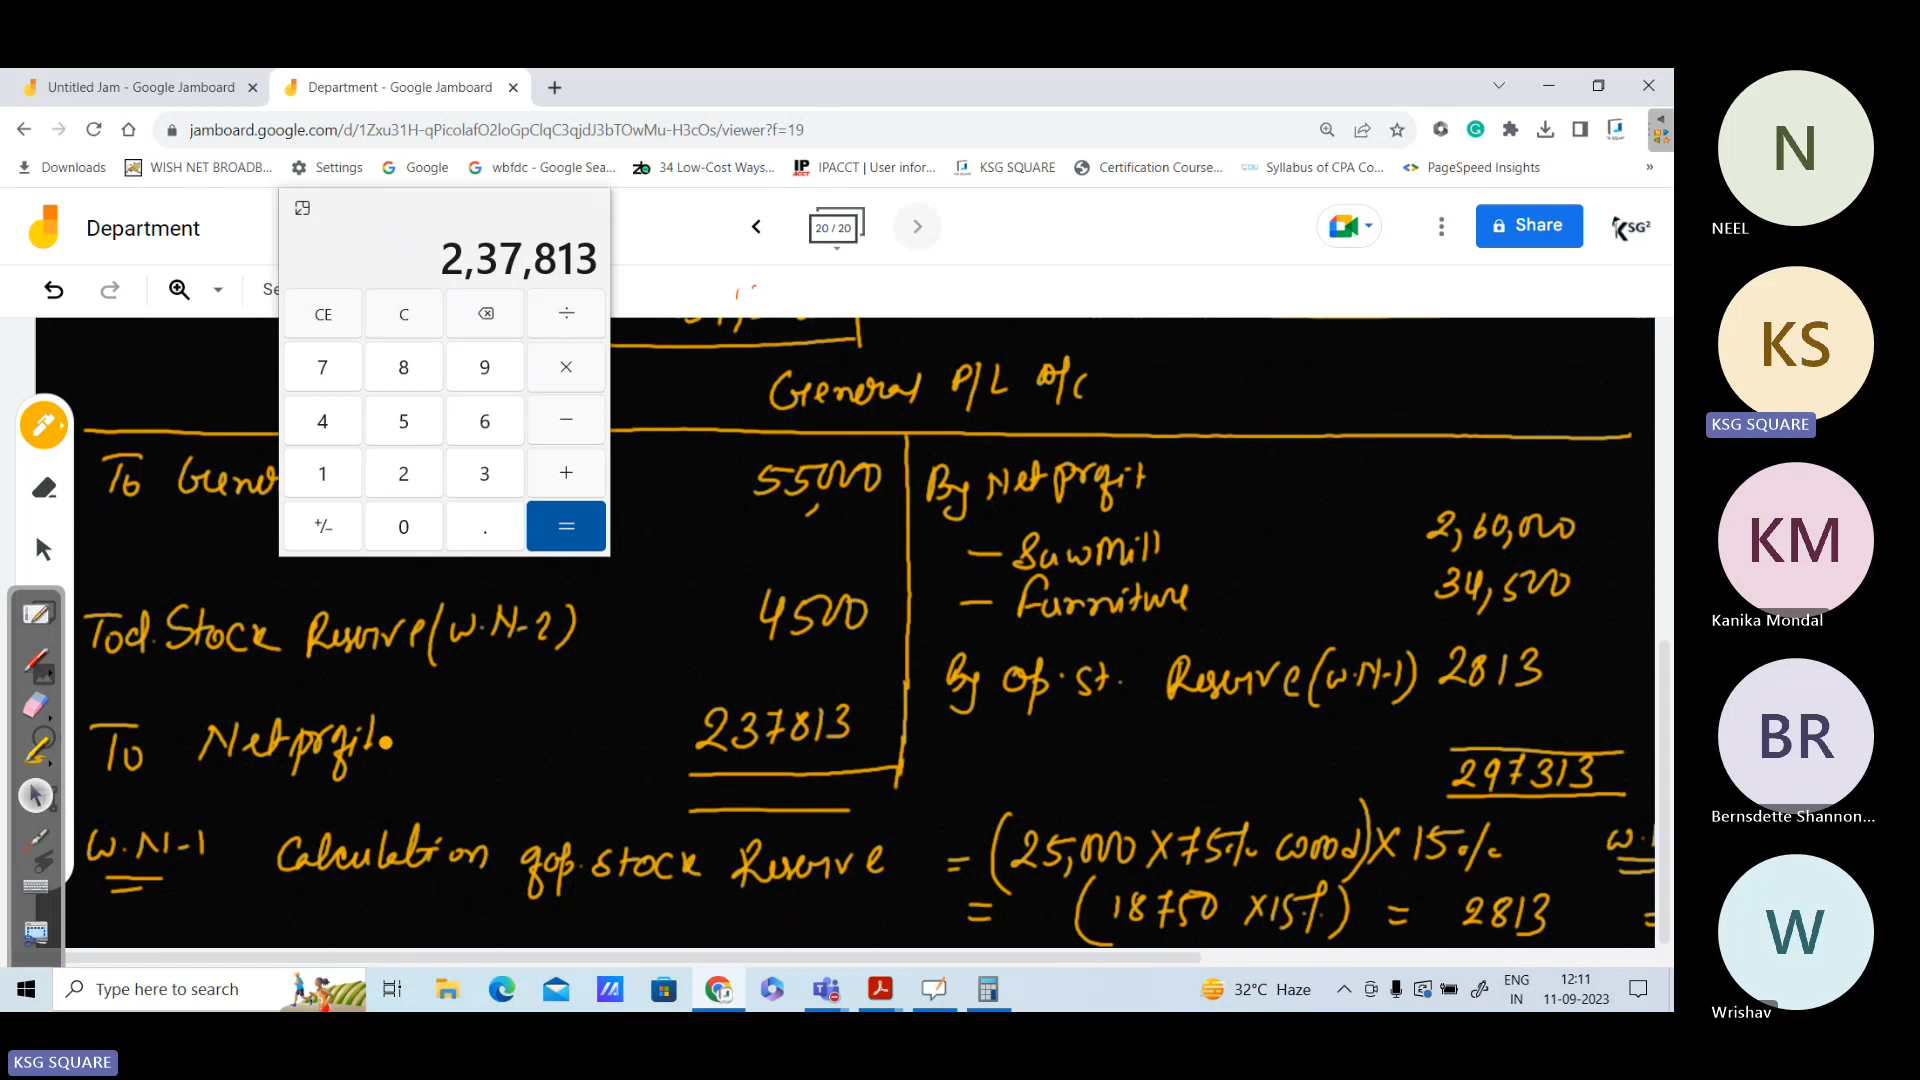 Untitled Jam - Google Jamboard
Department - Google Jamboard
jamboard.google.com/d/1Zxu31H-qPicolafO2loGpClqC3qjdJ3bTOwMu-H3cOs/viewer?f=19
Downloads
WISH NET BROADB...
Settings
Google
wbfdc - Google Sea...
34 Low-Cost Ways...
IPACCT | User infor...
KSG SQUARE
Certification Course...
Syllabus of CPA Co...
PageSpeed Insights
»
Department
20 / 20
Share
KSG²
2,37,813
CE C ÷
7 8 9 ×
4 5 6 −
1 2 3 +
+/− 0 . =
Se
General P/L A/c
To Gene
55,000
By Net profit
— Sawmill 2,60,000
— Furniture 34,500
To cl. Stock Reserve (W.N-2) 4500
By op. st. Reserve (W.N-1) 2813
To Net profit 237813
297313
W.N-1 Calculation of op. stock Reserve = (25,000 X 75% wood) X 15%
= (18750 X 15%) = 2813
W.
=
Type here to search
32°C Haze
ENG
IN
12:11
11-09-2023
N
NEEL
KS
KSG SQUARE
KM
Kanika Mondal
BR
Bernsdette Shannon...
W
Wrishav
KSG SQUARE